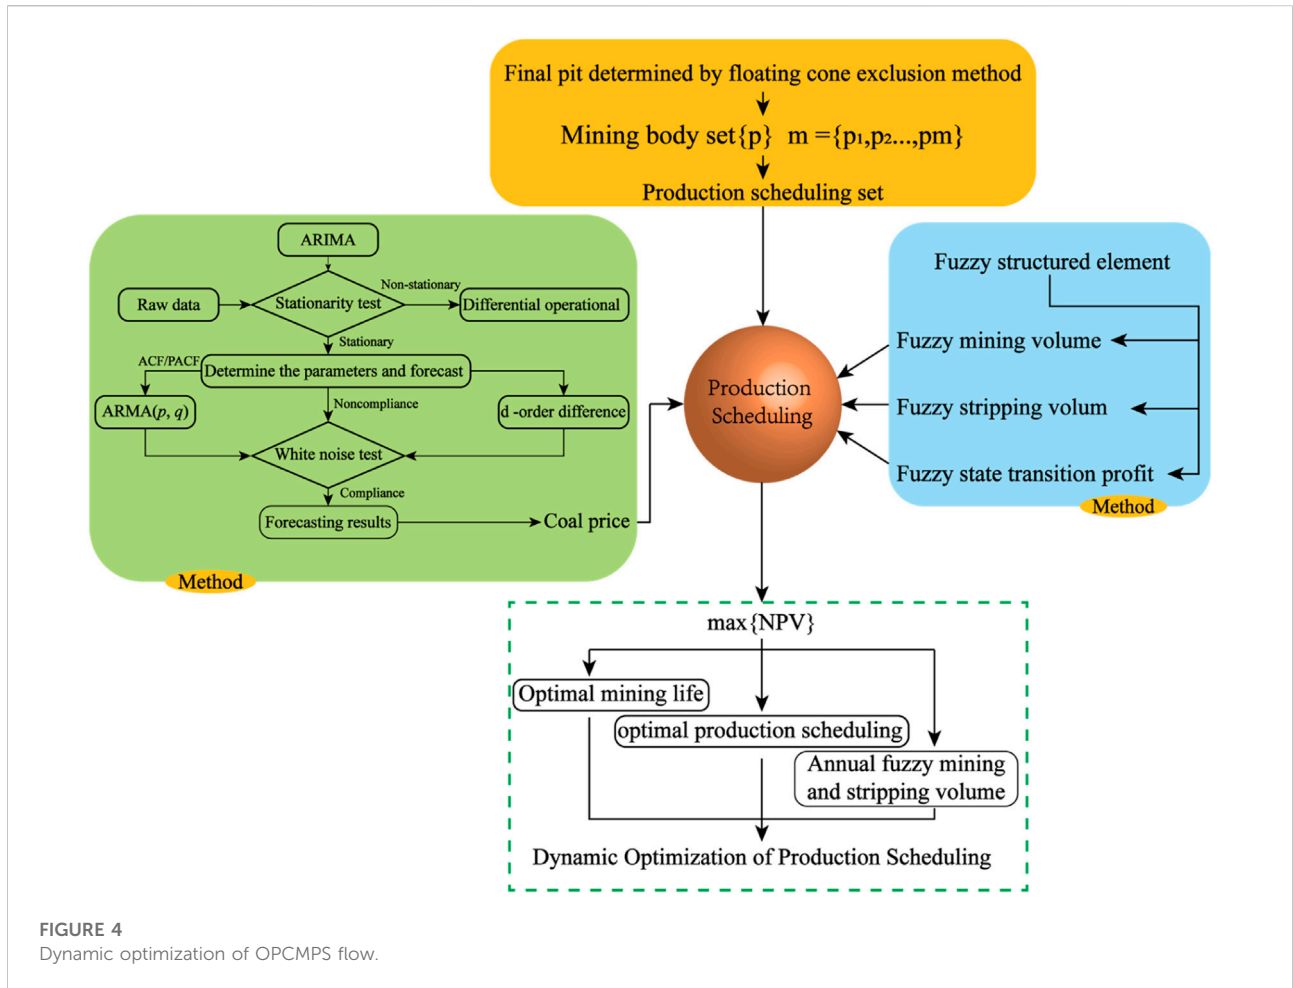 Final pit determined by floating cone exclusion method
Mining body set{p} m ={p₁,p₂...,pm}
Production scheduling set
ARIMA
Non-stationary
Raw data
Stationarity test
Differential operational
Stationary
ACF/PACF
Determine the parameters and forecast
ARMA(p, q)
Noncompliance
d -order difference
White noise test
Compliance
Forecasting results
Coal price
Method
Fuzzy structured element
Fuzzy mining volume
Fuzzy stripping volum
Fuzzy state transition profit
Method
Production
Scheduling
max{NPV}
Optimal mining life
optimal production scheduling
Annual fuzzy mining
and stripping volume
Dynamic Optimization of Production Scheduling
FIGURE 4
Dynamic optimization of OPCMPS flow.